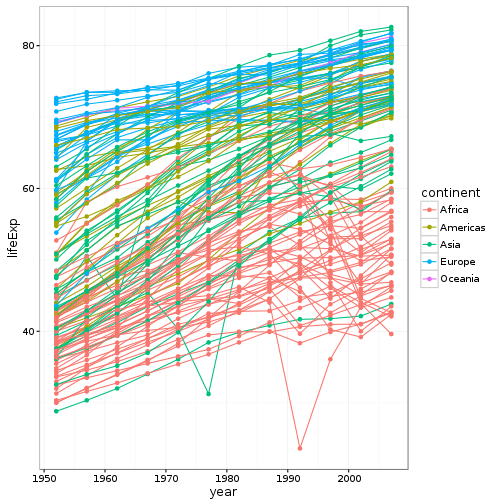 80
60
40
lifeExp
1950
1960
1970
1980
1990
2000
year
continent
Africa
Americas
Asia
Europe
Oceania